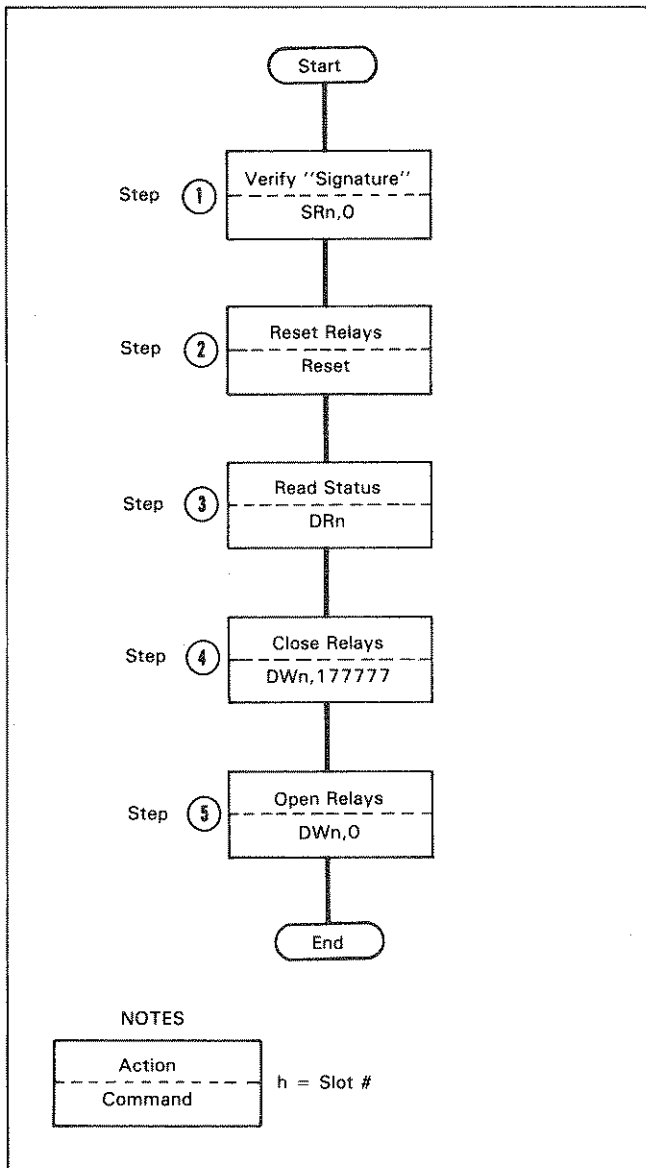 Start
Step 1 Verify "Signature"
SRn,0
Step 2 Reset Relays
Reset
Step 3 Read Status
DRn
Step 4 Close Relays
DWn,177777
Step 5 Open Relays
DWn,0
End
NOTES
Action
Command
h = Slot #